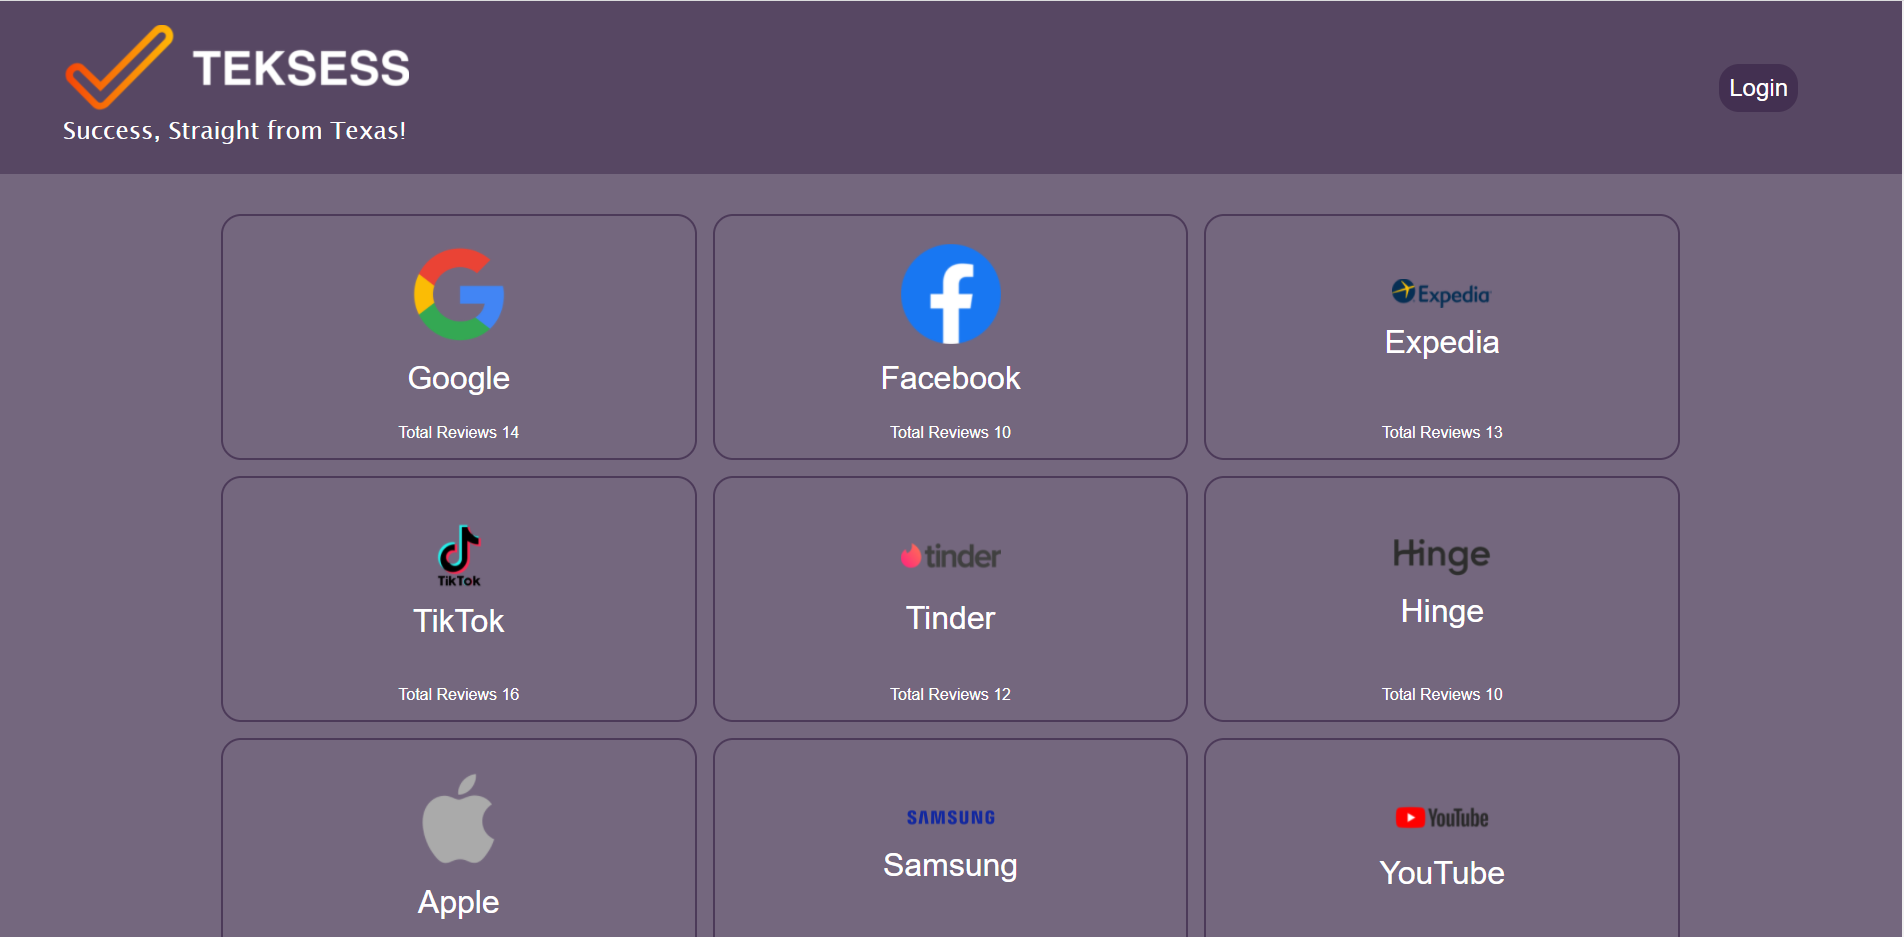 TEKSESS
Success, Straight from Texas!
Login
Google
Total Reviews 14
Facebook
Total Reviews 10
Expedia
Expedia
Total Reviews 13
TikTok
TikTok
Total Reviews 16
tinder
Tinder
Total Reviews 12
Hinge
Hinge
Total Reviews 10
Apple
SAMSUNG
Samsung
YouTube
YouTube